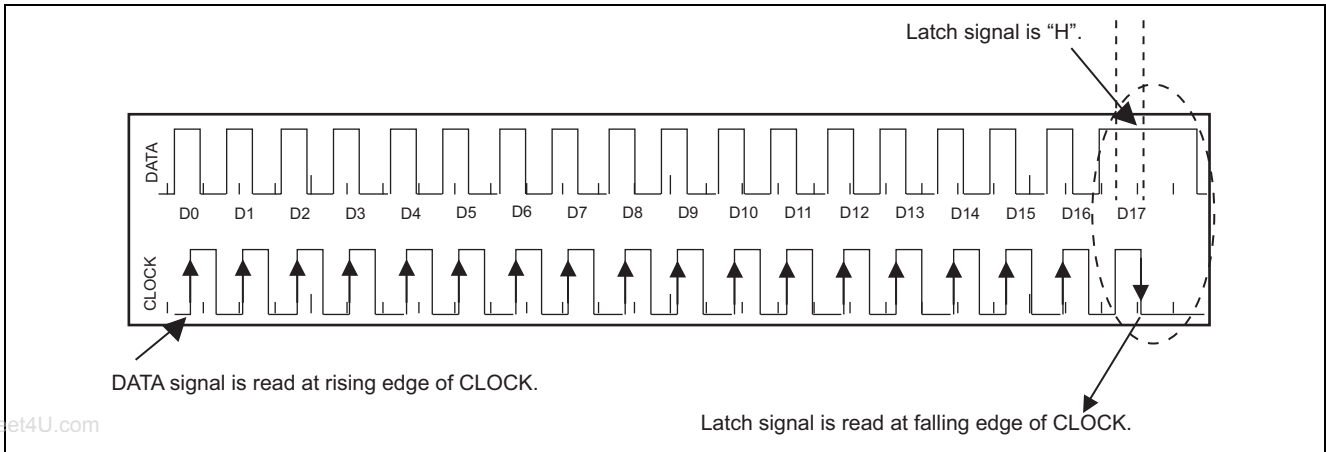 Latch signal is “H”.
DATA
D0 D1 D2 D3 D4 D5 D6 D7 D8 D9 D10 D11 D12 D13 D14 D15 D16 D17
CLOCK
DATA signal is read at rising edge of CLOCK.
Latch signal is read at falling edge of CLOCK.
et4U.com